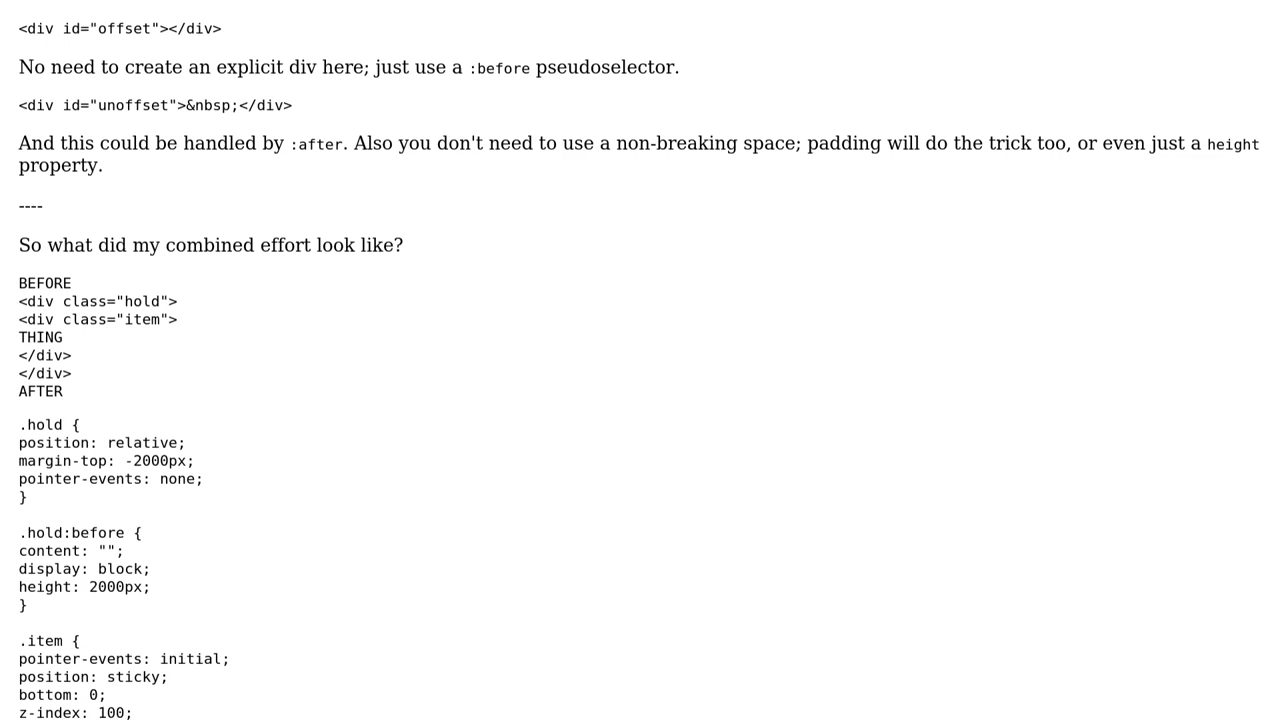 <div id="offset"></div>
No need to create an explicit div here; just use a :before pseudoselector.
<div id="unoffset">&nbsp;</div>
And this could be handled by :after. Also you don't need to use a non-breaking space; padding will do the trick too, or even just a height
property.
----
So what did my combined effort look like?
BEFORE
<div class="hold">
<div class="item">
THING
</div>
</div>
AFTER
.hold {
position: relative;
margin-top: -2000px;
pointer-events: none;
}
.hold:before {
content: "";
display: block;
height: 2000px;
}
.item {
pointer-events: initial;
position: sticky;
bottom: 0;
z-index: 100;